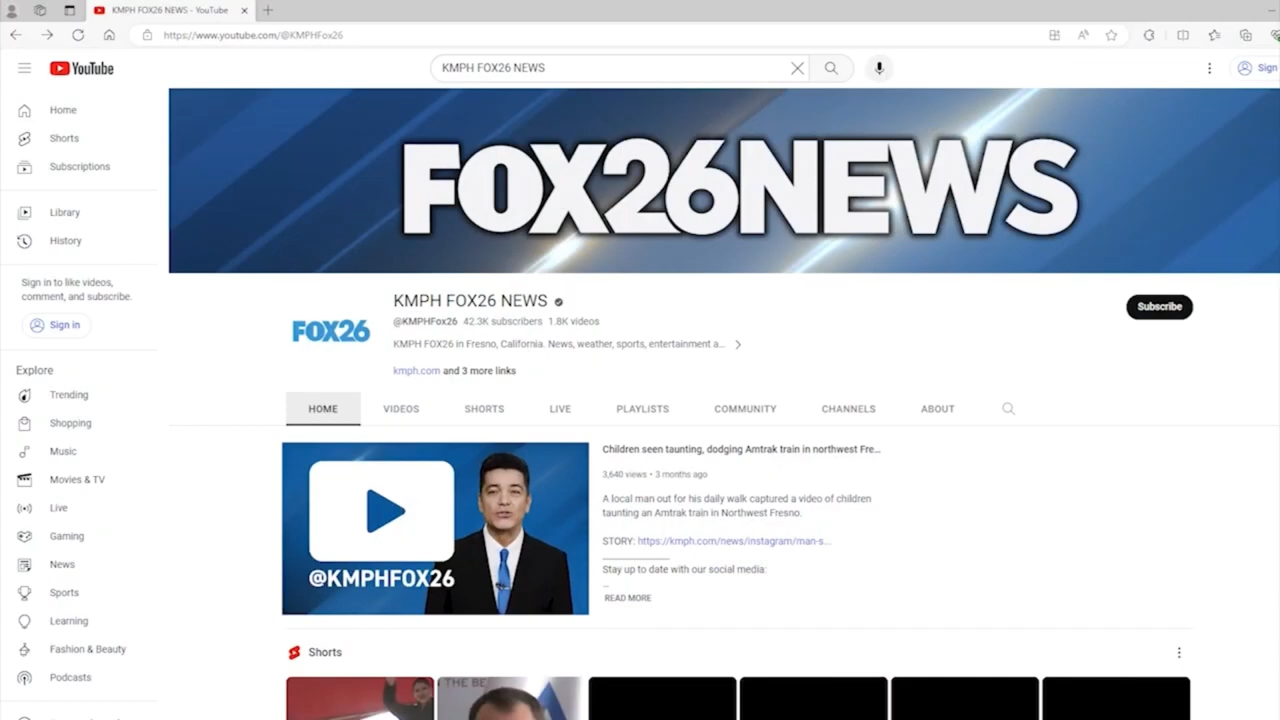 KMPH FOX26 NEWS - YouTube
https://www.youtube.com/@KMPHFox26
YouTube
KMPH FOX26 NEWS
Sign
Home
Shorts
Subscriptions
Library
History
Sign in to like videos,
comment, and subscribe.
Sign in
Explore
Trending
Shopping
Music
Movies & TV
Live
Gaming
News
Sports
Learning
Fashion & Beauty
Podcasts
FOX26NEWS
FOX26
KMPH FOX26 NEWS
@KMPHFox26 42.3K subscribers 1.8K videos
KMPH FOX26 in Fresno, California. News, weather, sports, entertainment a...
kmph.com and 3 more links
Subscribe
HOME VIDEOS SHORTS LIVE PLAYLISTS COMMUNITY CHANNELS ABOUT
@KMPHFOX26
Children seen taunting, dodging Amtrak train in northwest Fre...
3,640 views • 3 months ago
A local man out for his daily walk captured a video of children
taunting an Amtrak train in Northwest Fresno.
STORY: https://kmph.com/news/instagram/man-s...
____________
Stay up to date with our social media:
...
READ MORE
Shorts
THE BE